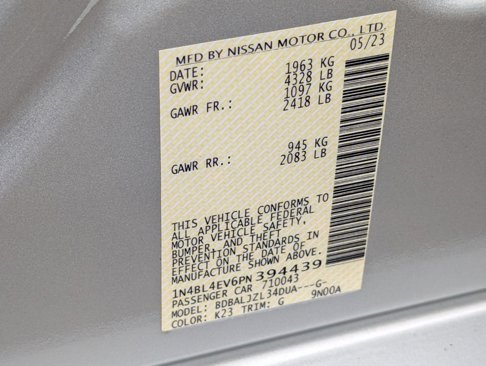 MFD BY NISSAN MOTOR CO., LTD.
DATE: 05/23
GVWR: 1963 KG
4328 LB
GAWR FR.: 1097 KG
2418 LB
GAWR RR.: 945 KG
2083 LB
THIS VEHICLE CONFORMS TO
ALL APPLICABLE FEDERAL
MOTOR VEHICLE SAFETY,
BUMPER, AND THEFT
PREVENTION STANDARDS IN
EFFECT ON THE DATE OF
MANUFACTURE SHOWN ABOVE.
1N4BL4EV6PN394439
PASSENGER CAR 710043
MODEL: BDBALJZL34DUA---G-
COLOR: K23 TRIM: G 9N00A